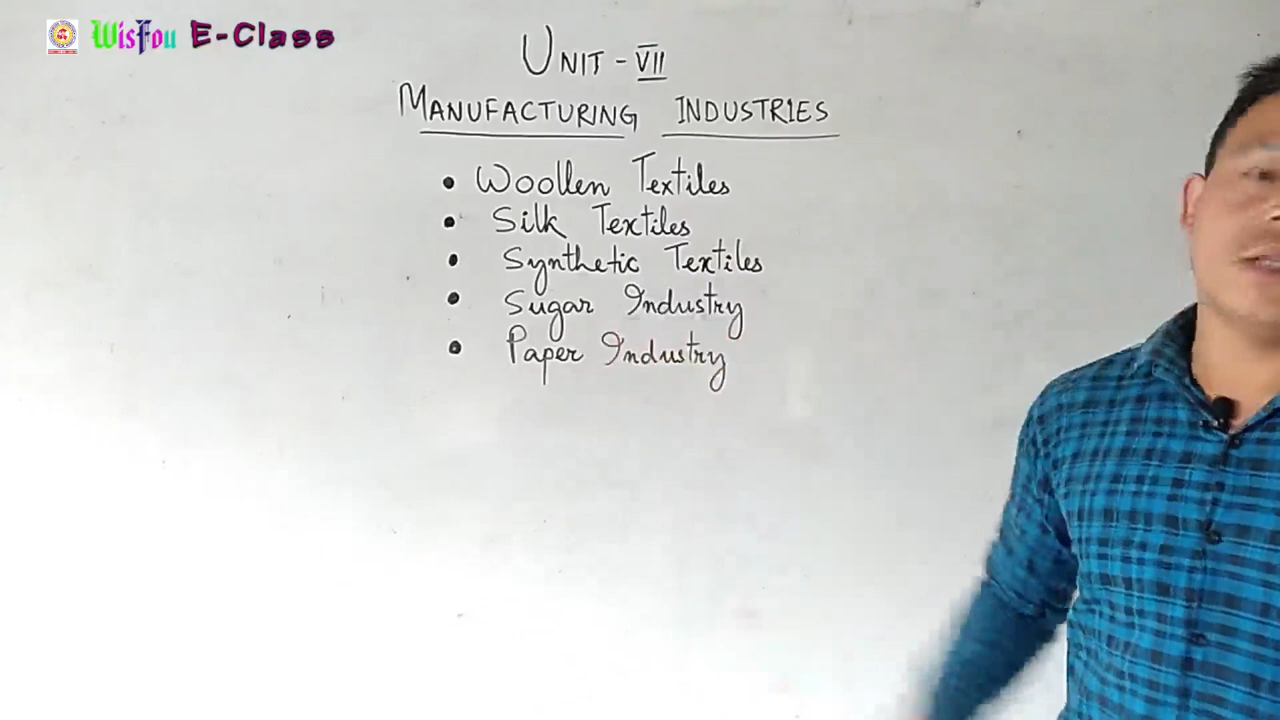 WisFou E-Class
UNIT - VII
MANUFACTURING INDUSTRIES
• Woollen Textiles
• Silk Textiles
• Synthetic Textiles
• Sugar Industry
• Paper Industry